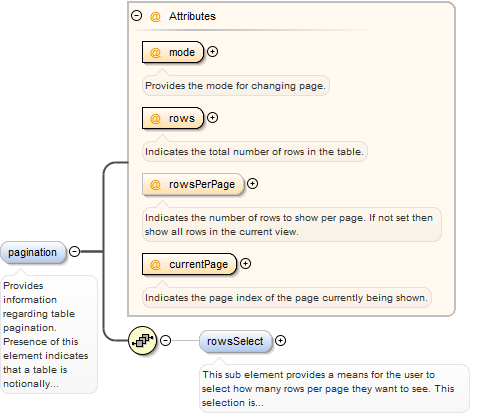 @ Attributes
@ mode
Provides the mode for changing page.
@ rows
Indicates the total number of rows in the table.
@ rowsPerPage
Indicates the number of rows to show per page. If not set then
show all rows in the current view.
@ currentPage
Indicates the page index of the page currently being shown.
pagination
Provides
information
regarding table
pagination.
Presence of this
element indicates
that a table is
notionally...
rowsSelect
This sub element provides a means for the user to
select how many rows per page they want to see. This
selection is...